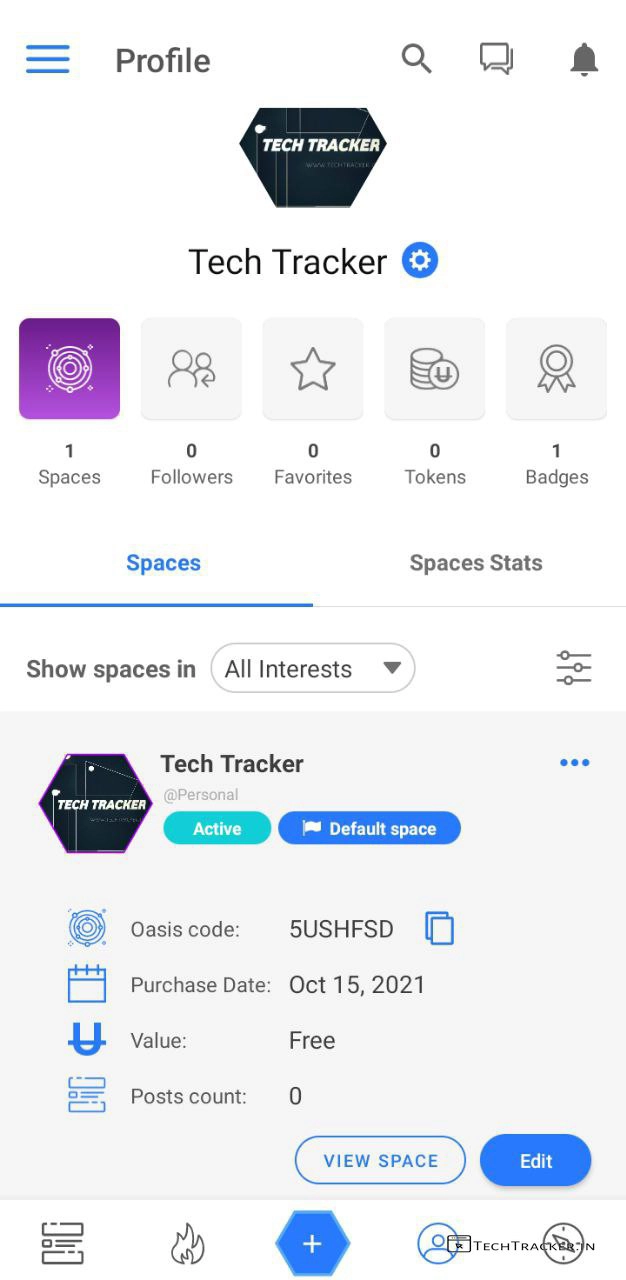 Profile
TECH TRACKER
Tech Tracker
1 0 0 0 1
Spaces Followers Favorites Tokens Badges
Spaces Spaces Stats
Show spaces in All Interests
Tech Tracker
@Personal
TECH TRACKER
Active Default space
Oasis code: 5USHFSD
Purchase Date: Oct 15, 2021
Value: Free
Posts count: 0
VIEW SPACE Edit
TECHTRACKER.IN